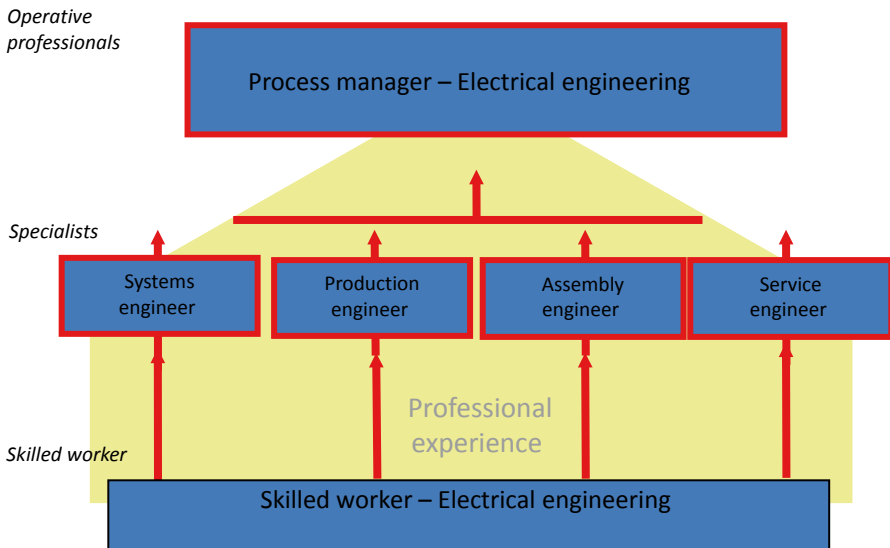 Operative
professionals
Process manager – Electrical engineering
Specialists
Systems
engineer
Production
engineer
Assembly
engineer
Service
engineer
Professional
experience
Skilled worker
Skilled worker – Electrical engineering